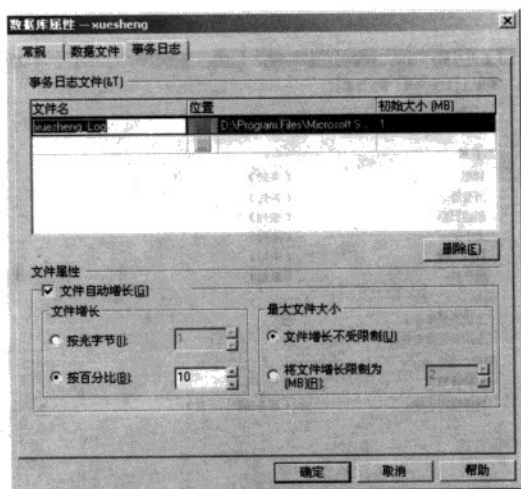 数据库属性 — xuesheng
常规 数据文件 事务日志
事务日志文件(&T)
文件名 位置 初始大小 (MB)
xuesheng_Log ... D:\Program Files\Microsoft S... 1
...
删除(E)
文件属性
文件自动增长(G)
文件增长
按兆字节(I): 1
按百分比(B): 10
最大文件大小
文件增长不受限制(U)
将文件增长限制为(MB)(R): 2
确定 取消 帮助